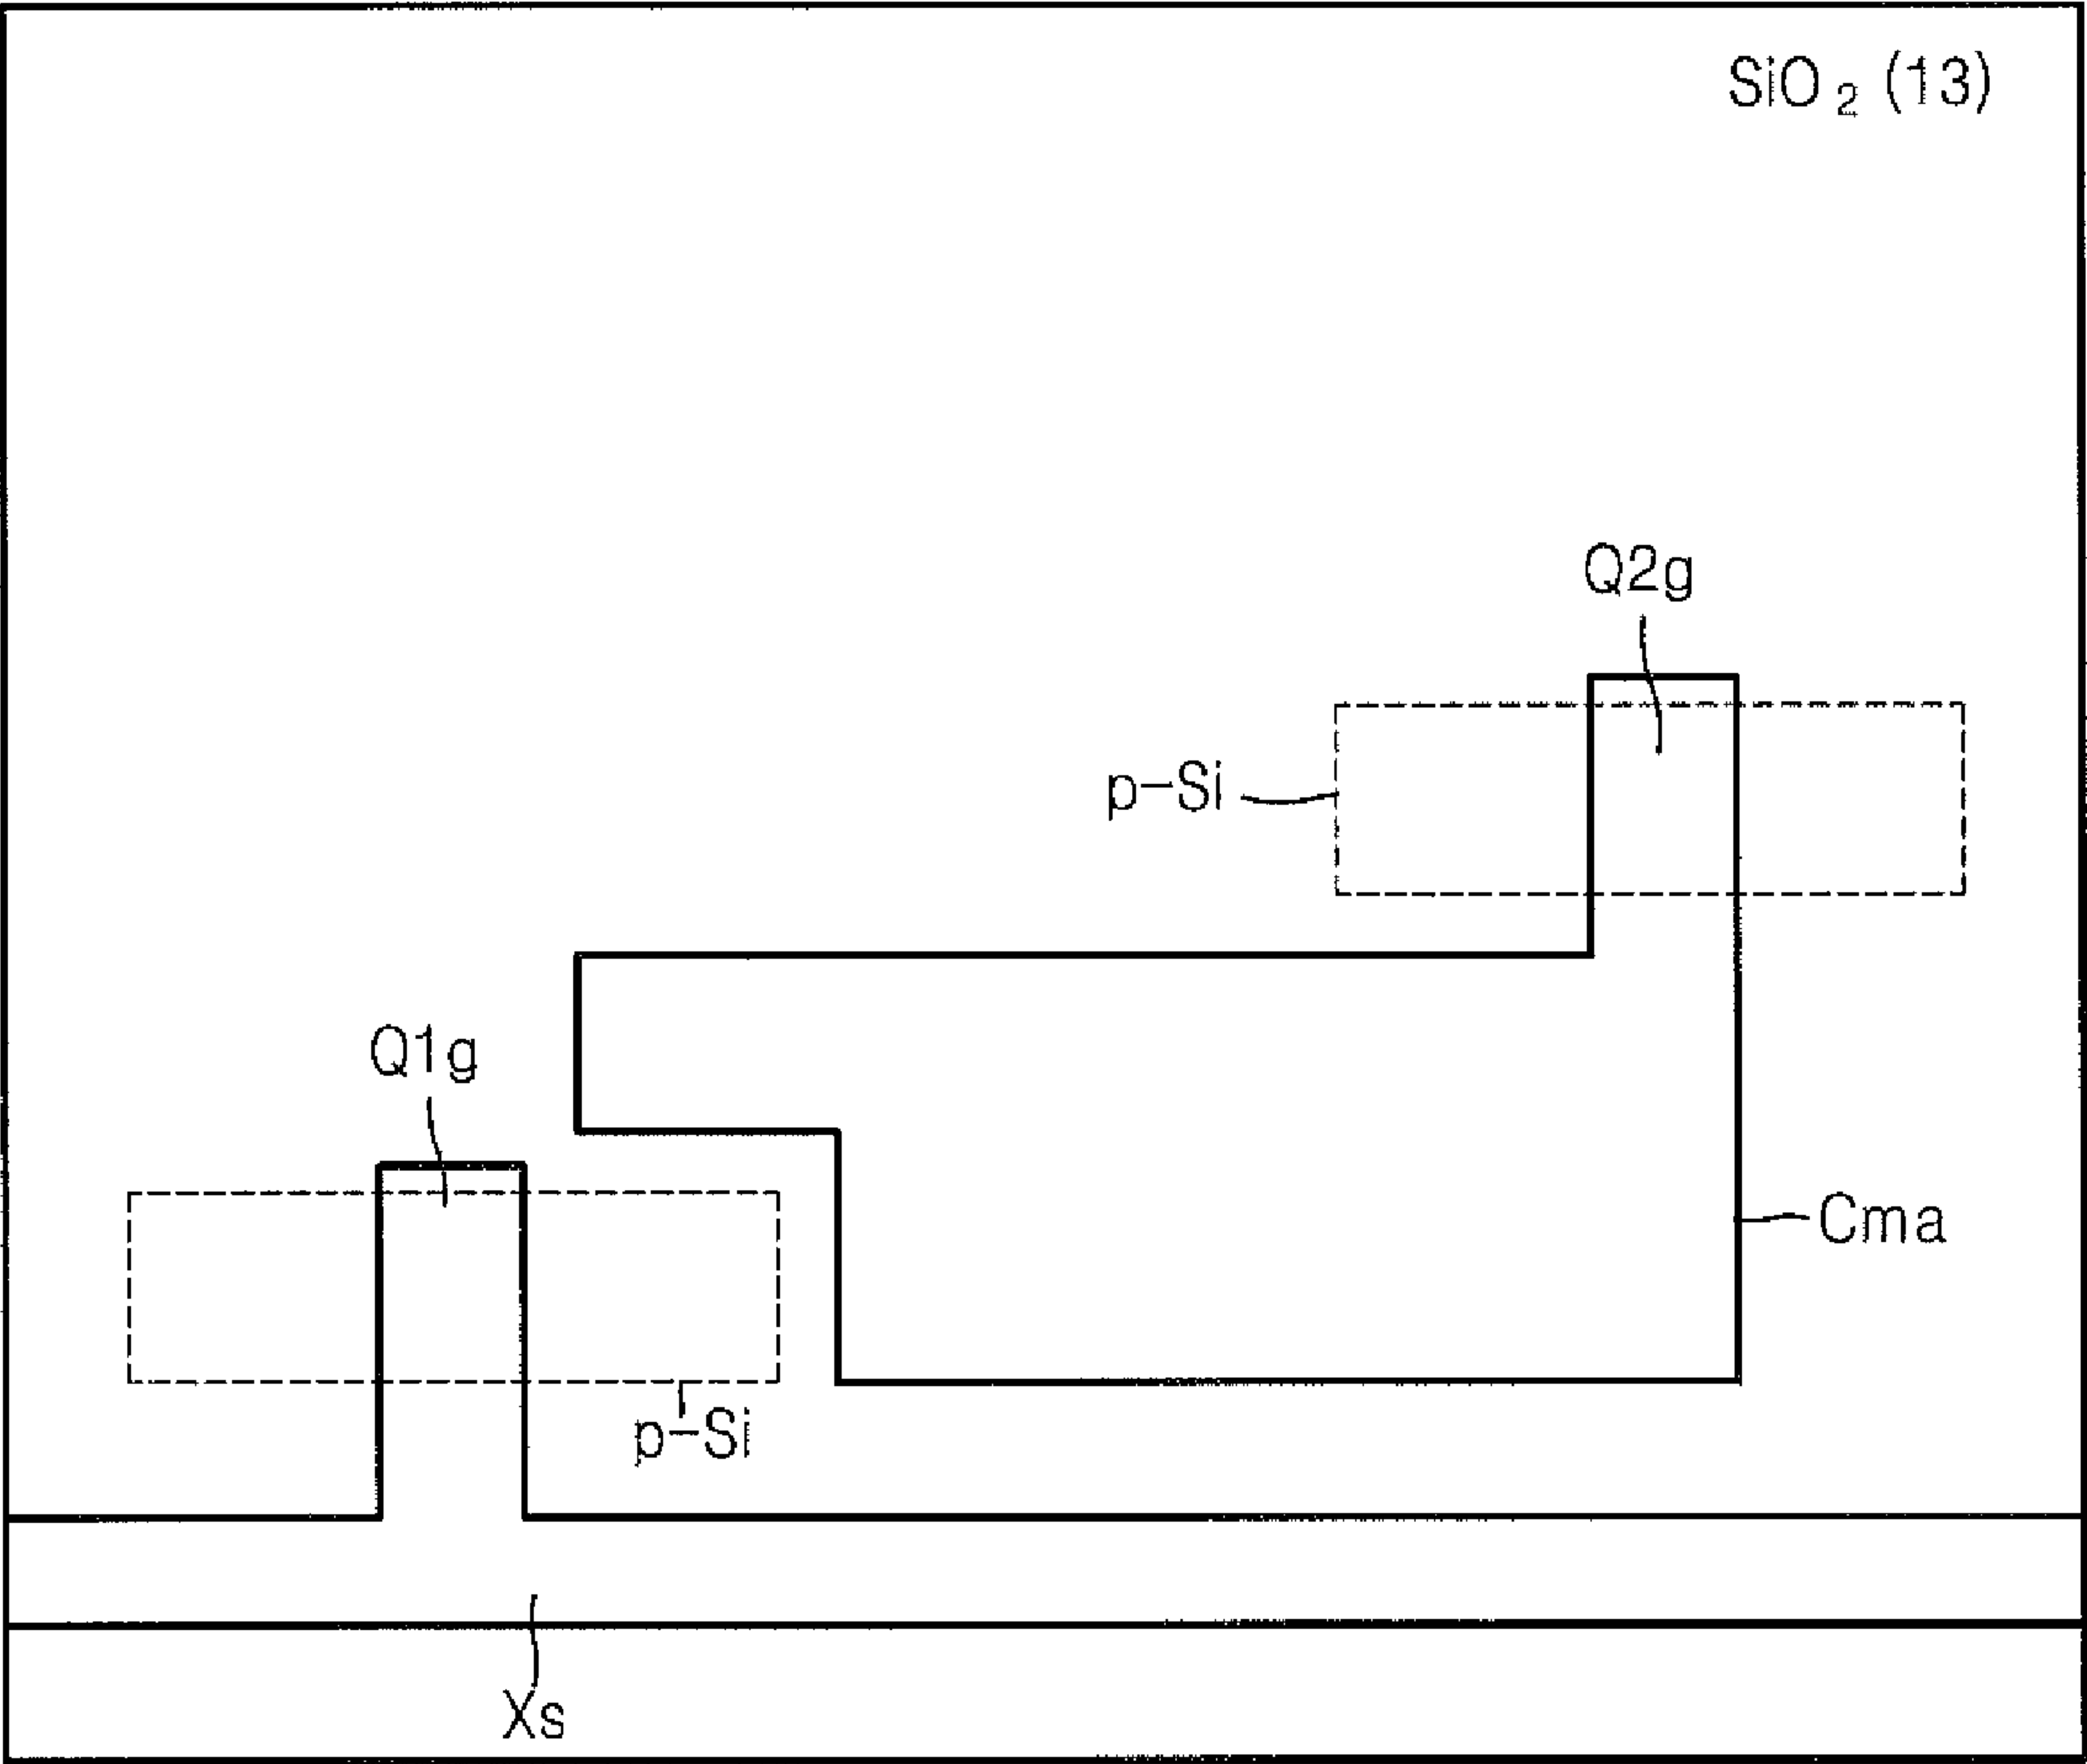 SiO₂ (13)
Q2g
p-Si
Q1g
Cma
p-Si
Xs